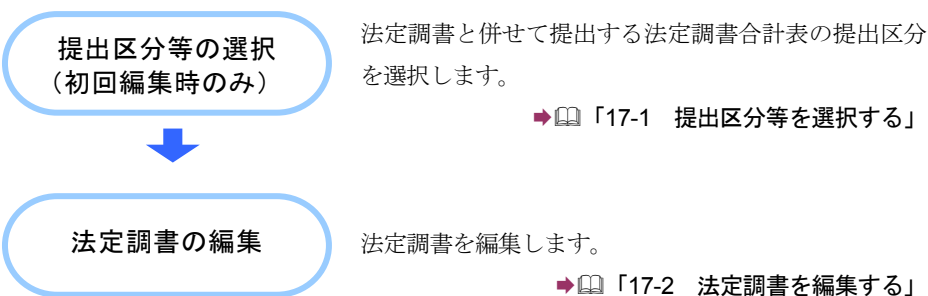 提出区分等の選択
（初回編集時のみ）
法定調書と併せて提出する法定調書合計表の提出区分
を選択します。
「17-1　提出区分等を選択する」
法定調書の編集
法定調書を編集します。
「17-2　法定調書を編集する」